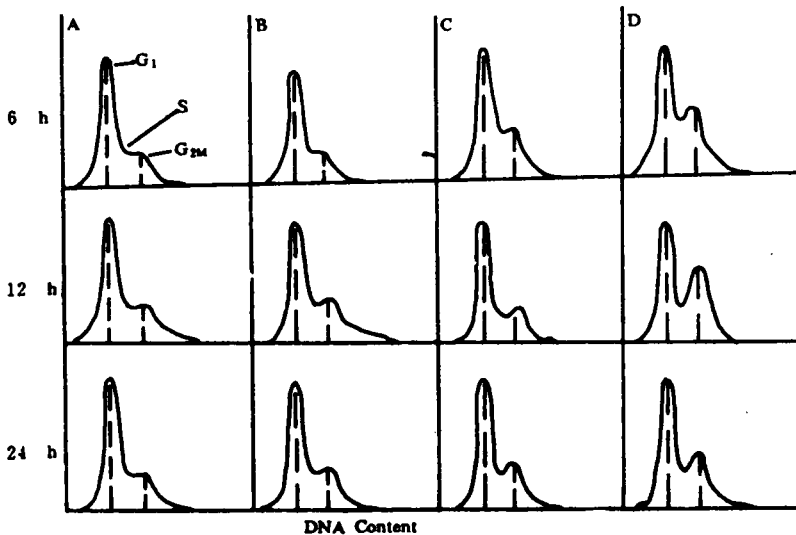 A B C D
G₁
S
6 h
G₂ₘ
12 h
24 h
DNA Content